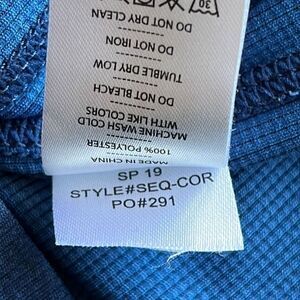 30
DO NOT DRY CLEAN
DO NOT IRON
TUMBLE DRY LOW
DO NOT BLEACH
WITH LIKE COLORS
MACHINE WASH COLD
100% POLYESTER
MADE IN CHINA
SP 19
STYLE#SEQ-COR
PO#291